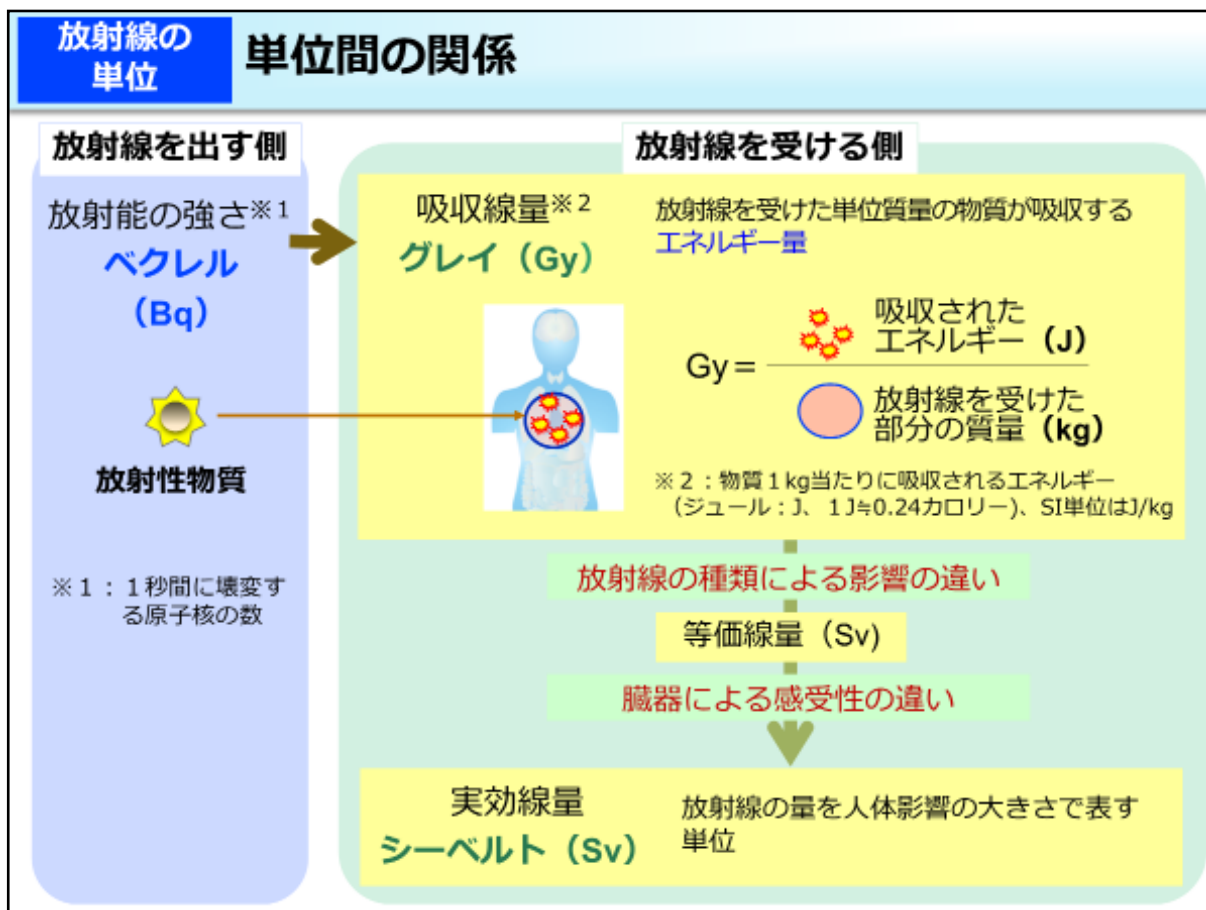 放射線の
単位
単位間の関係
放射線を出す側
放射能の強さ※1
ベクレル
（Bq）
放射性物質
※１：１秒間に壊変す
る原子核の数
放射線を受ける側
吸収線量※2
グレイ（Gy）
放射線を受けた単位質量の物質が吸収する
エネルギー量
Gy＝
吸収された
エネルギー（J）
放射線を受けた
部分の質量（kg）
※２：物質１kg当たりに吸収されるエネルギー
（ジュール：J、１J≒0.24カロリー)、SI単位はJ/kg
放射線の種類による影響の違い
等価線量（Sv)
臓器による感受性の違い
実効線量
シーベルト（Sv）
放射線の量を人体影響の大きさで表す
単位